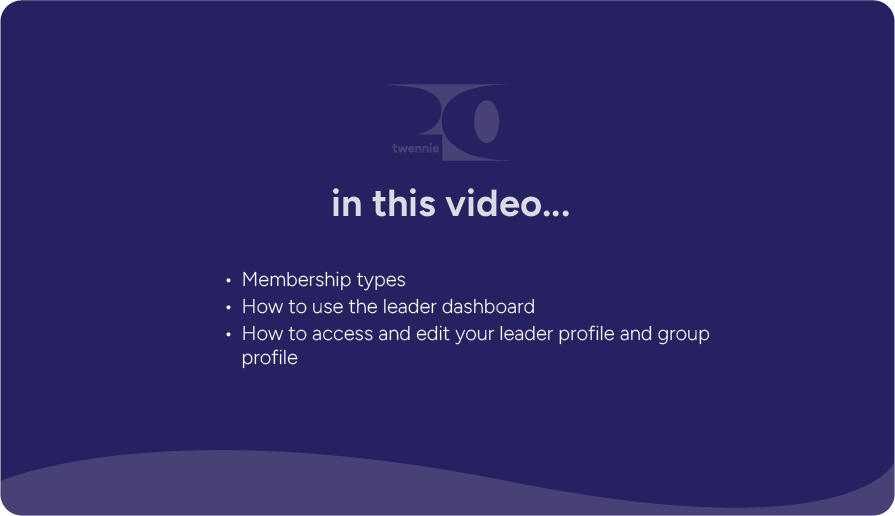 20
twennie
in this video...
• Membership types
• How to use the leader dashboard
• How to access and edit your leader profile and group
profile